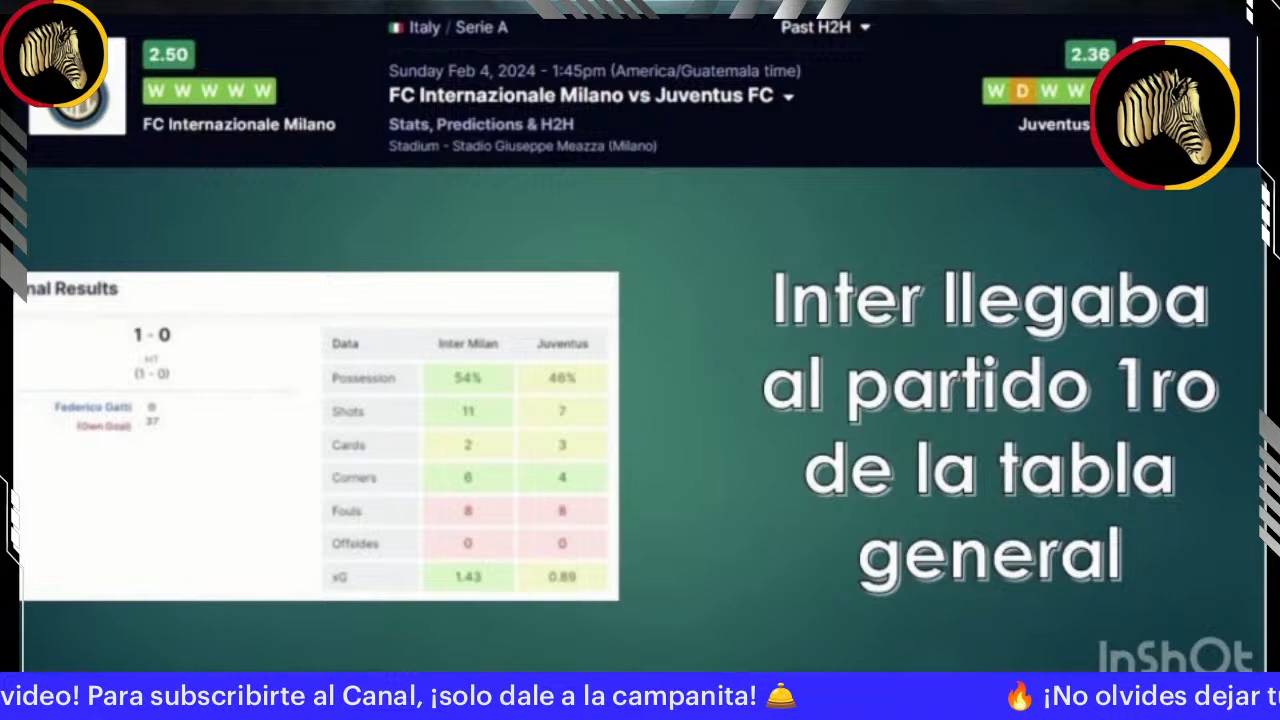 Italy / Serie A
Past H2H
2.50
2.36
Sunday Feb 4, 2024 - 1:45pm (America/Guatemala time)
W W W W W
FC Internazionale Milano vs Juventus FC
W D W W
FC Internazionale Milano
Stats, Predictions & H2H
Juventus
Stadium - Stadio Giuseppe Meazza (Milano)
nal Results
1 - 0
HT
(1 - 0)
Federico Gatti
(Own Goal)
37
Data Inter Milan Juventus
Possession 54% 46%
Shots 11 7
Cards 2 3
Corners 6 4
Fouls 8 8
Offsides 0 0
xG 1.43 0.89
Inter llegaba
al partido 1ro
de la tabla
general
InShOt
video! Para subscribirte al Canal, ¡solo dale a la campanita! 🛎️ 🔥 ¡No olvides dejar t